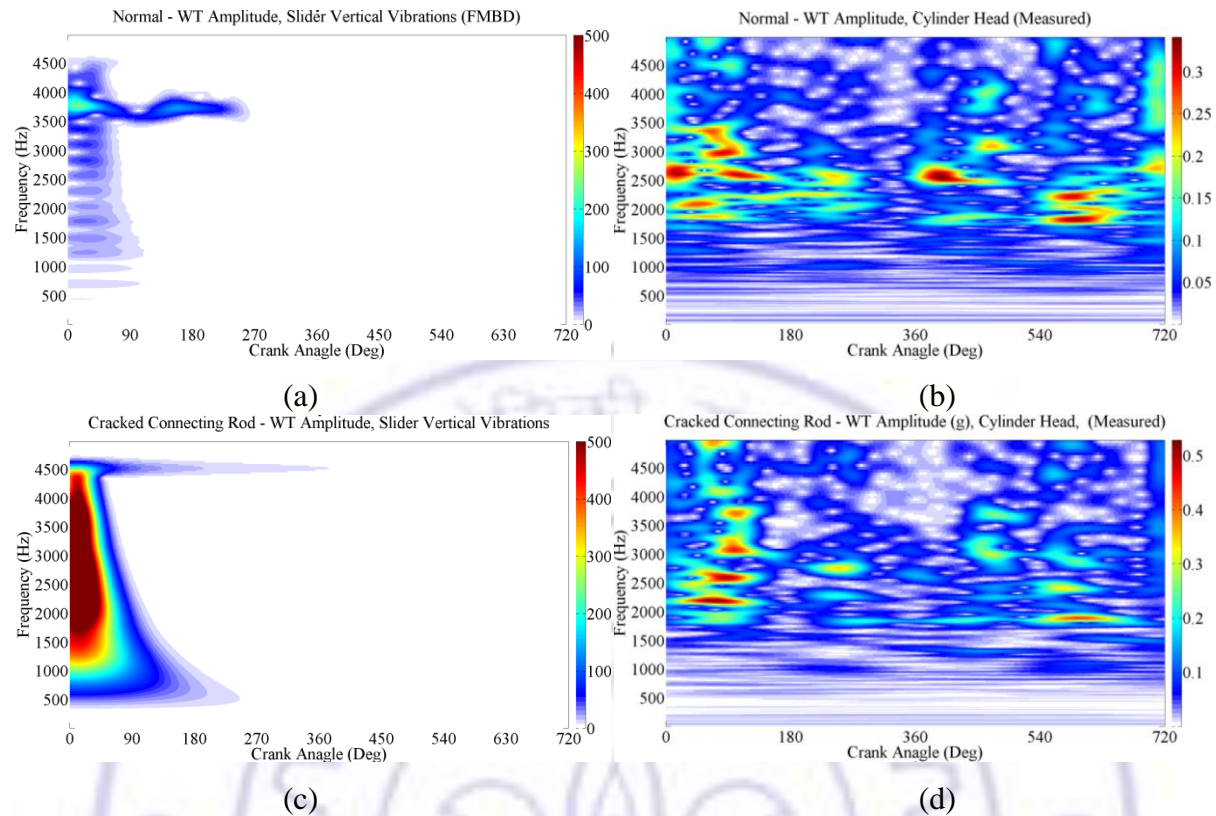 Normal - WT Amplitude, Slider Vertical Vibrations (FMBD)
500
400
300
200
100
0
4500
4000
3500
3000
2500
2000
1500
1000
500
Frequency (Hz)
0 90 180 270 360 450 540 630 720
Crank Anagle (Deg)
(a)
Normal - WT Amplitude, Cylinder Head (Measured)
0.3
0.25
0.2
0.15
0.1
0.05
4500
4000
3500
3000
2500
2000
1500
1000
500
Frequency (Hz)
0 180 360 540 720
Crank Anagle (Deg)
(b)
Cracked Connecting Rod - WT Amplitude, Slider Vertical Vibrations
500
400
300
200
100
0
4500
4000
3500
3000
2500
2000
1500
1000
500
Frequency (Hz)
0 90 180 270 360 450 540 630 720
Crank Anagle (Deg)
(c)
Cracked Connecting Rod - WT Amplitude (g), Cylinder Head, (Measured)
0.5
0.4
0.3
0.2
0.1
4500
4000
3500
3000
2500
2000
1500
1000
500
Frequency (Hz)
0 180 360 540 720
Crank Anagle (Deg)
(d)